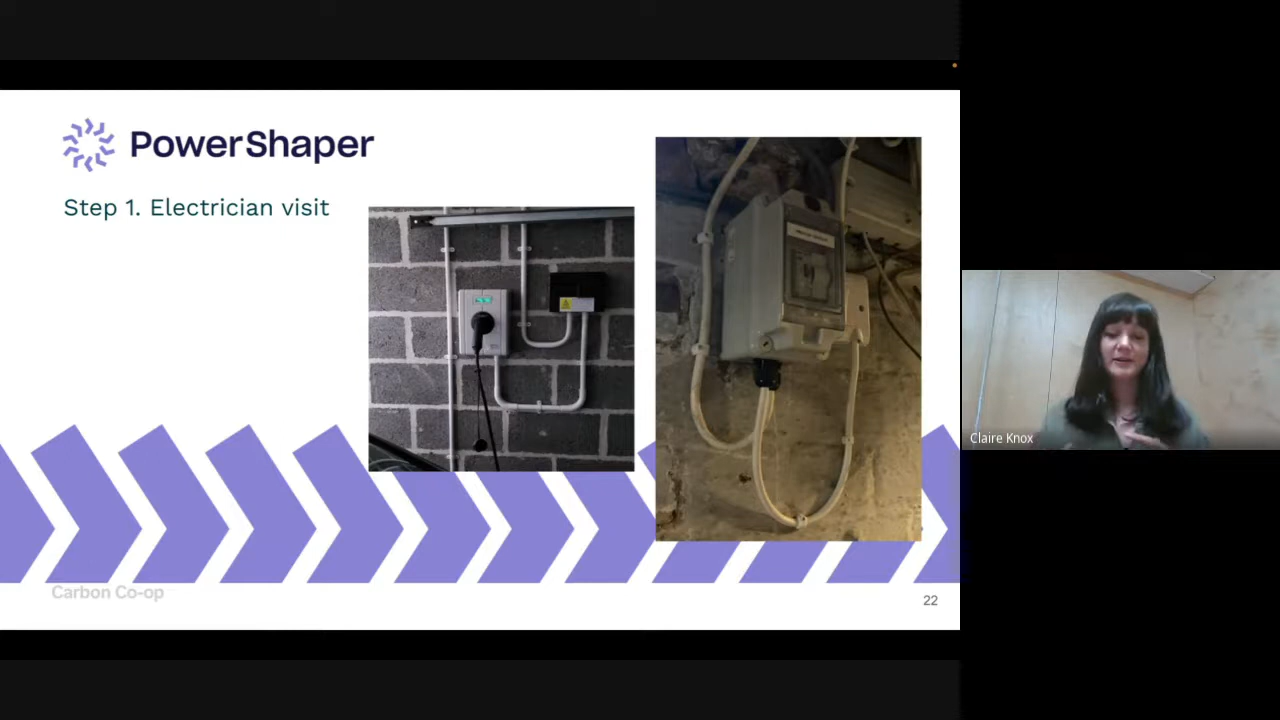 PowerShaper
Step 1. Electrician visit
Claire Knox
Carbon Co-op
22